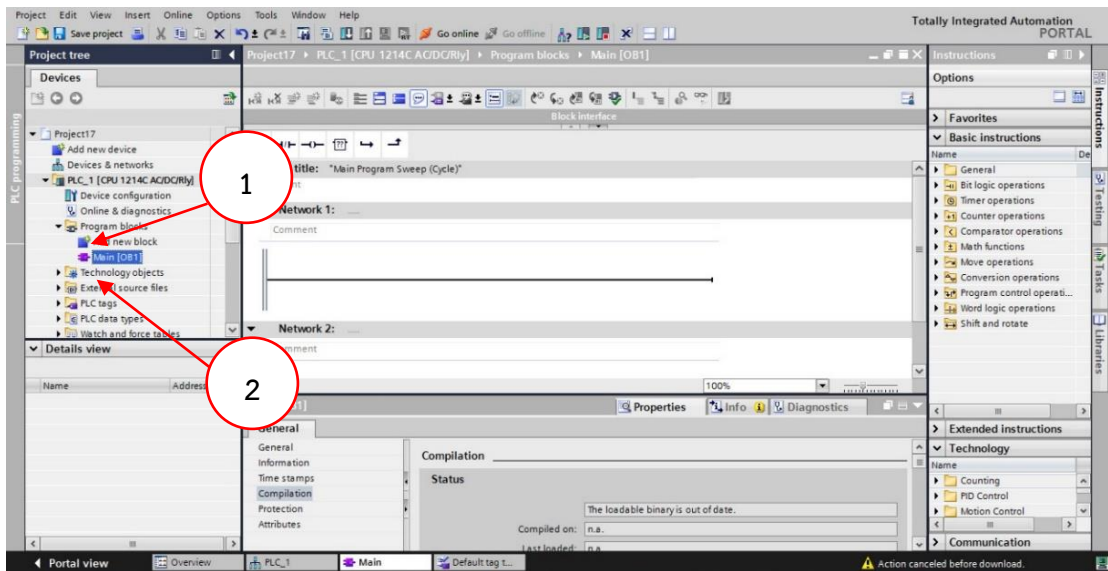 Project Edit View Insert Online Options Tools Window Help
Totally Integrated Automation
PORTAL
Save project Go online Go offline
Project tree
Project17 ▸ PLC_1 [CPU 1214C AC/DC/Rly] ▸ Program blocks ▸ Main [OB1]
Instructions
Devices
Options
PLC programming
Block interface
Project17
Add new device
Devices & networks
PLC_1 [CPU 1214C AC/DC/Rly]
Device configuration
Online & diagnostics
Program blocks
new block
Main [OB1]
Technology objects
source files
PLC tags
PLC data types
Watch and force tables
1
2
Details view
Name Address
??
title: "Main Program Sweep (Cycle)"
Network 1: ....
Comment
Network 2: ....
100%
Properties Info Diagnostics
General
General
Information
Time stamps
Compilation
Protection
Attributes
Compilation
Status
The loadable binary is out of date.
Compiled on: n.a.
Last loaded: n.a.
Favorites
Basic instructions
Name De
General
Bit logic operations
Timer operations
Counter operations
Comparator operations
Math functions
Move operations
Conversion operations
Program control operati...
Word logic operations
Shift and rotate
Extended instructions
Technology
Name
Counting
PID Control
Motion Control
Communication
Instructions
Testing
Tasks
Libraries
Portal view Overview PLC_1 Main Default tag t... Action canceled before download.